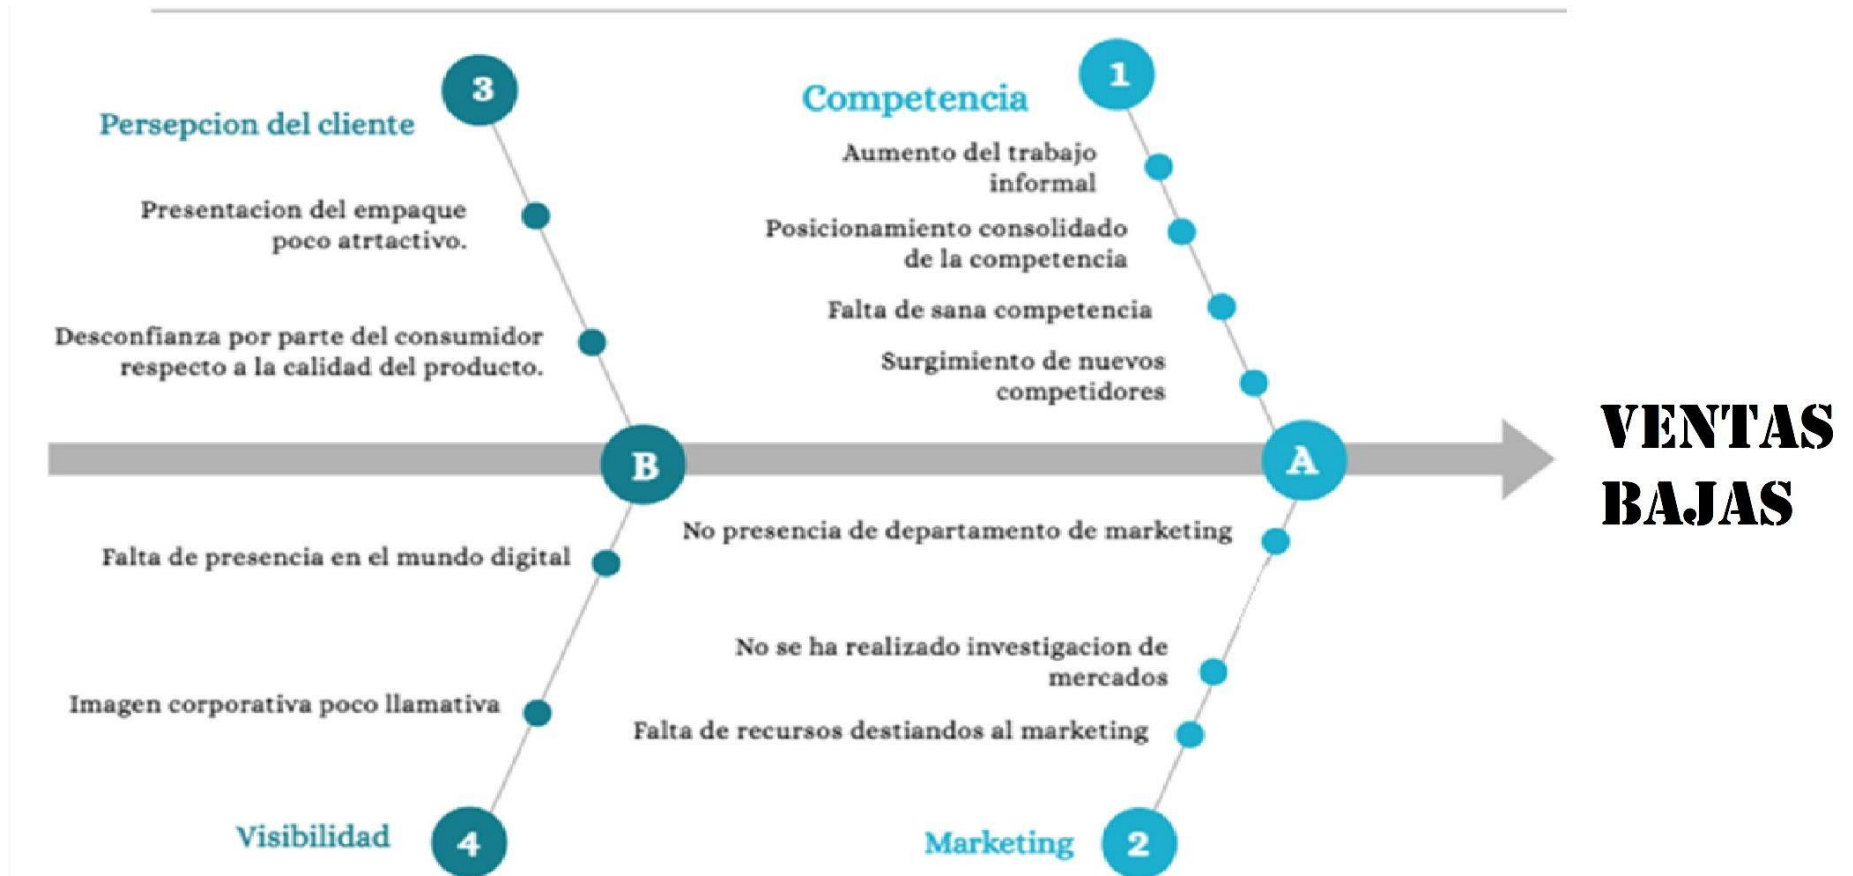 3
Persepcion del cliente
Presentacion del empaque
poco atrtactivo.
Desconfianza por parte del consumidor
respecto a la calidad del producto.
1
Competencia
Aumento del trabajo
informal
Posicionamiento consolidado
de la competencia
Falta de sana competencia
Surgimiento de nuevos
competidores
B
A
VENTAS
BAJAS
Falta de presencia en el mundo digital
Imagen corporativa poco llamativa
Visibilidad
4
No presencia de departamento de marketing
No se ha realizado investigacion de
mercados
Falta de recursos destiandos al marketing
Marketing
2